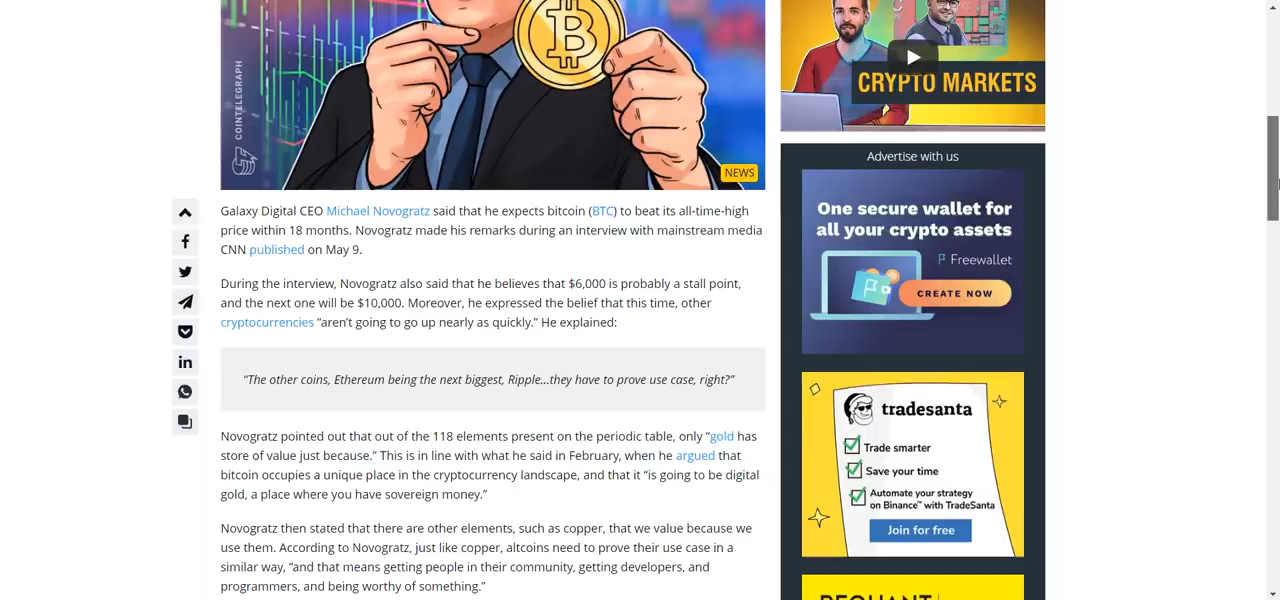 COINTELEGRAPH
NEWS
Galaxy Digital CEO Michael Novogratz said that he expects bitcoin (BTC) to beat its all-time-high
price within 18 months. Novogratz made his remarks during an interview with mainstream media
CNN published on May 9.
During the interview, Novogratz also said that he believes that $6,000 is probably a stall point,
and the next one will be $10,000. Moreover, he expressed the belief that this time, other
cryptocurrencies “aren’t going to go up nearly as quickly.” He explained:
“The other coins, Ethereum being the next biggest, Ripple…they have to prove use case, right?”
Novogratz pointed out that out of the 118 elements present on the periodic table, only “gold has
store of value just because.” This is in line with what he said in February, when he argued that
bitcoin occupies a unique place in the cryptocurrency landscape, and that it “is going to be digital
gold, a place where you have sovereign money.”
Novogratz then stated that there are other elements, such as copper, that we value because we
use them. According to Novogratz, just like copper, altcoins need to prove their use case in a
similar way, “and that means getting people in their community, getting developers, and
programmers, and being worthy of something.”
CRYPTO MARKETS
Advertise with us
One secure wallet for
all your crypto assets
Freewallet
CREATE NOW
tradesanta
Trade smarter
Save your time
Automate your strategy
on Binance™ with TradeSanta
Join for free